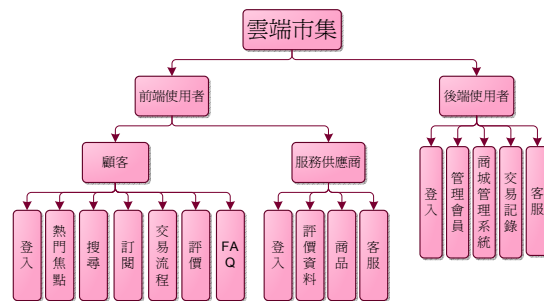 雲端市集
前端使用者
後端使用者
顧客
服務供應商
登入
熱門焦點
搜尋
訂閱
交易流程
評價
FAQ
登入
評價資料
商品
客服
登入
管理會員
商城管理系統
交易記錄
客服